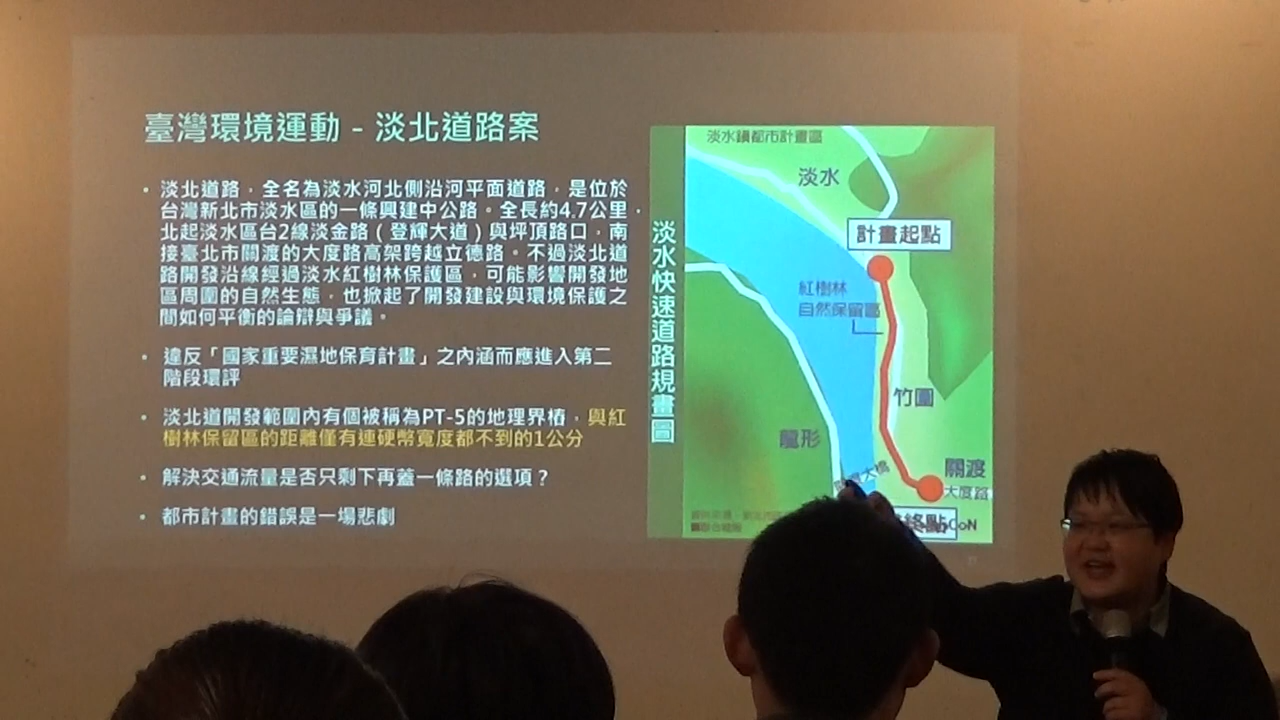 臺灣環境運動 – 淡北道路案
• 淡北道路，全名為淡水河北側沿河平面道路，是位於
台灣新北市淡水區的一條興建中公路。全長約4.7公里，
北起淡水區台2線淡金路（登輝大道）與坪頂路口，南
接臺北市關渡的大度路高架跨越立德路。不過淡北道
路開發沿線經過淡水紅樹林保護區，可能影響開發地
區周圍的自然生態，也掀起了開發建設與環境保護之
間如何平衡的論辯與爭議。
• 違反「國家重要濕地保育計畫」之內涵而應進入第二
階段環評
• 淡北道開發範圍內有個被稱為PT-5的地理界樁，與紅
樹林保留區的距離僅有連硬幣寬度都不到的1公分
• 解決交通流量是否只剩下再蓋一條路的選項？
• 都市計畫的錯誤是一場悲劇
淡水快速道路規畫圖
淡水鎮都市計畫區
淡水
計畫起點
紅樹林
自然保留區
竹圍
龍形
關渡
大橋
大度路
終點